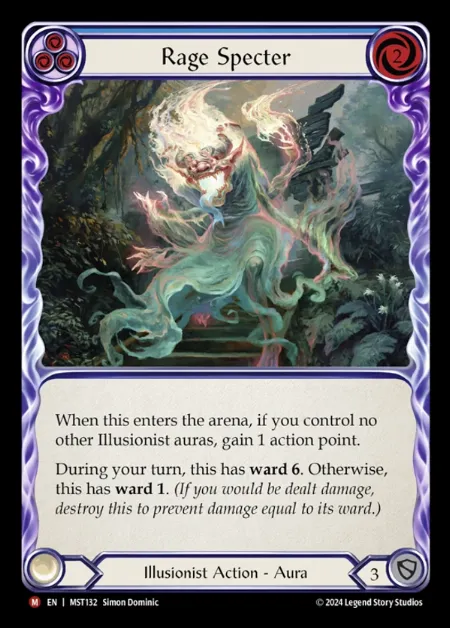 Rage Specter
2
When this enters the arena, if you control no
other Illusionist auras, gain 1 action point.
During your turn, this has ward 6. Otherwise,
this has ward 1. (If you would be dealt damage,
destroy this to prevent damage equal to its ward.)
Illusionist Action - Aura
3
M EN | MST132 Simon Dominic
© 2024 Legend Story Studios